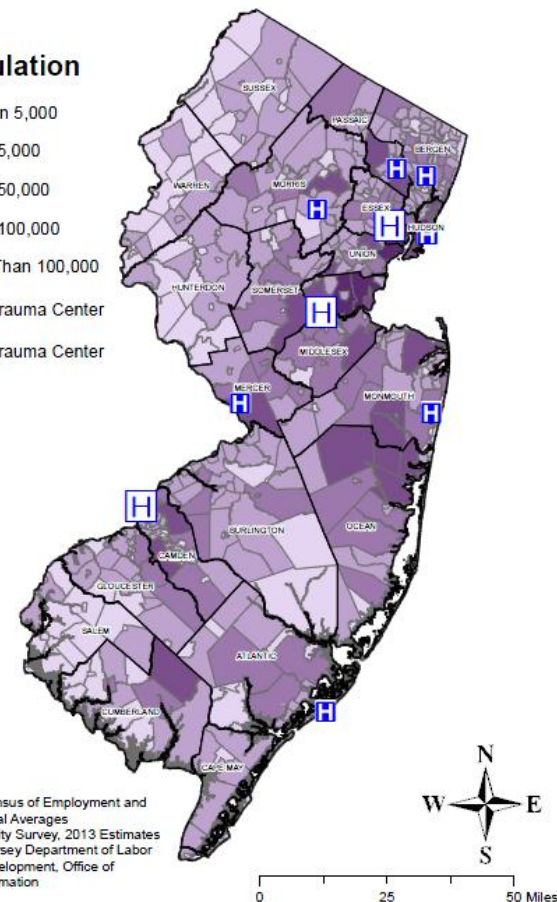 ulation
n 5,000
5,000
50,000
100,000
Than 100,000
rauma Center
rauma Center
SUSSEX
PASSAIC
BERGEN
WARREN
MORRIS
H
H
H
ESSEX
H
HUDSON
H
UNION
HUNTERDON
SOMERSET
H
MIDDLESEX
MERCER
H
MONMOUTH
H
H
BURLINGTON
OCEAN
CAMDEN
GLOUCESTER
SALEM
ATLANTIC
CUMBERLAND
H
CAPE MAY
nsus of Employment and
al Averages
ity Survey, 2013 Estimates
rsey Department of Labor
elopment, Office of
rmation
N
W E
S
0 25 50 Miles